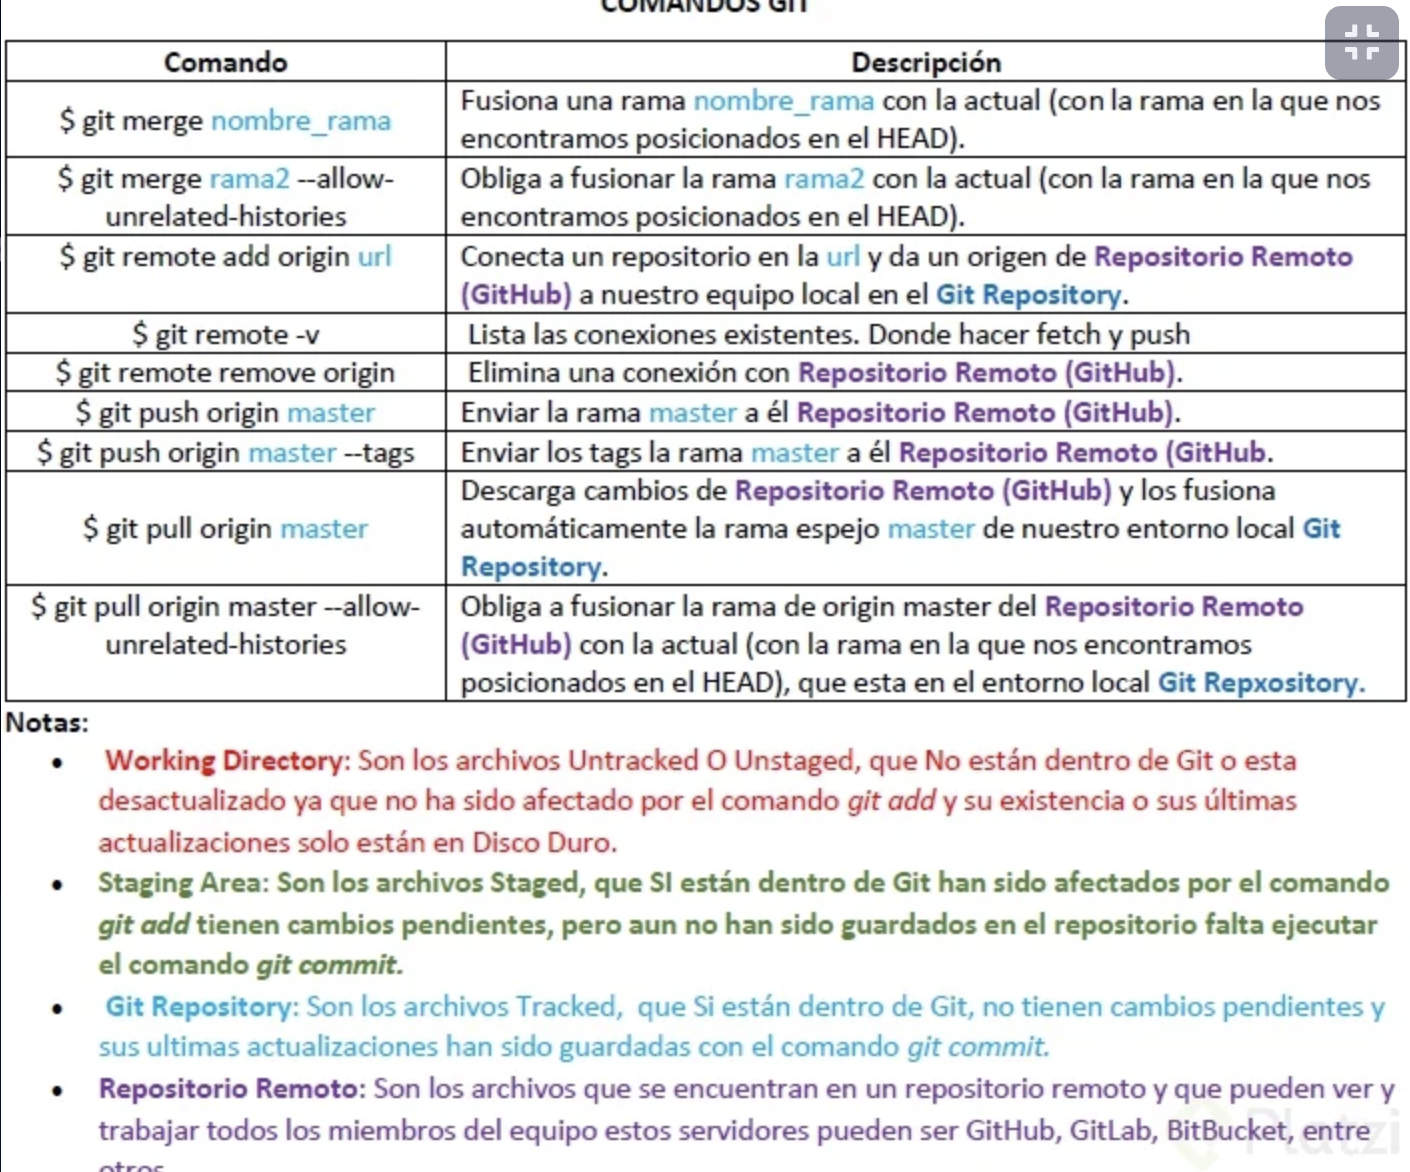 COMANDOS GIT
Comando Descripción
$ git merge nombre_rama
Fusiona una rama nombre_rama con la actual (con la rama en la que nos
encontramos posicionados en el HEAD).
$ git merge rama2 --allow-
unrelated-histories
Obliga a fusionar la rama rama2 con la actual (con la rama en la que nos
encontramos posicionados en el HEAD).
$ git remote add origin url
Conecta un repositorio en la url y da un origen de Repositorio Remoto
(GitHub) a nuestro equipo local en el Git Repository.
$ git remote -v
Lista las conexiones existentes. Donde hacer fetch y push
$ git remote remove origin
Elimina una conexión con Repositorio Remoto (GitHub).
$ git push origin master
Enviar la rama master a él Repositorio Remoto (GitHub).
$ git push origin master --tags
Enviar los tags la rama master a él Repositorio Remoto (GitHub.
$ git pull origin master
Descarga cambios de Repositorio Remoto (GitHub) y los fusiona
automáticamente la rama espejo master de nuestro entorno local Git
Repository.
$ git pull origin master --allow-
unrelated-histories
Obliga a fusionar la rama de origin master del Repositorio Remoto
(GitHub) con la actual (con la rama en la que nos encontramos
posicionados en el HEAD), que esta en el entorno local Git Repxository.
Notas:
• Working Directory: Son los archivos Untracked O Unstaged, que No están dentro de Git o esta
desactualizado ya que no ha sido afectado por el comando git add y su existencia o sus últimas
actualizaciones solo están en Disco Duro.
• Staging Area: Son los archivos Staged, que SI están dentro de Git han sido afectados por el comando
git add tienen cambios pendientes, pero aun no han sido guardados en el repositorio falta ejecutar
el comando git commit.
• Git Repository: Son los archivos Tracked, que Si están dentro de Git, no tienen cambios pendientes y
sus ultimas actualizaciones han sido guardadas con el comando git commit.
• Repositorio Remoto: Son los archivos que se encuentran en un repositorio remoto y que pueden ver y
trabajar todos los miembros del equipo estos servidores pueden ser GitHub, GitLab, BitBucket, entre
otros
Platzi